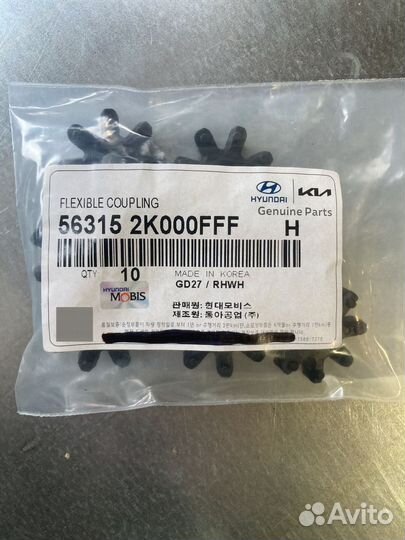 FLEXIBLE COUPLING
HYUNDAI KIA
Genuine Parts
56315 2K000FFF H
QTY 10 MADE IN KOREA
GD27 / RHWH
HYUNDAI
MOBIS
판매원: 현대모비스
제조원: 동아공업 (주)
Avito